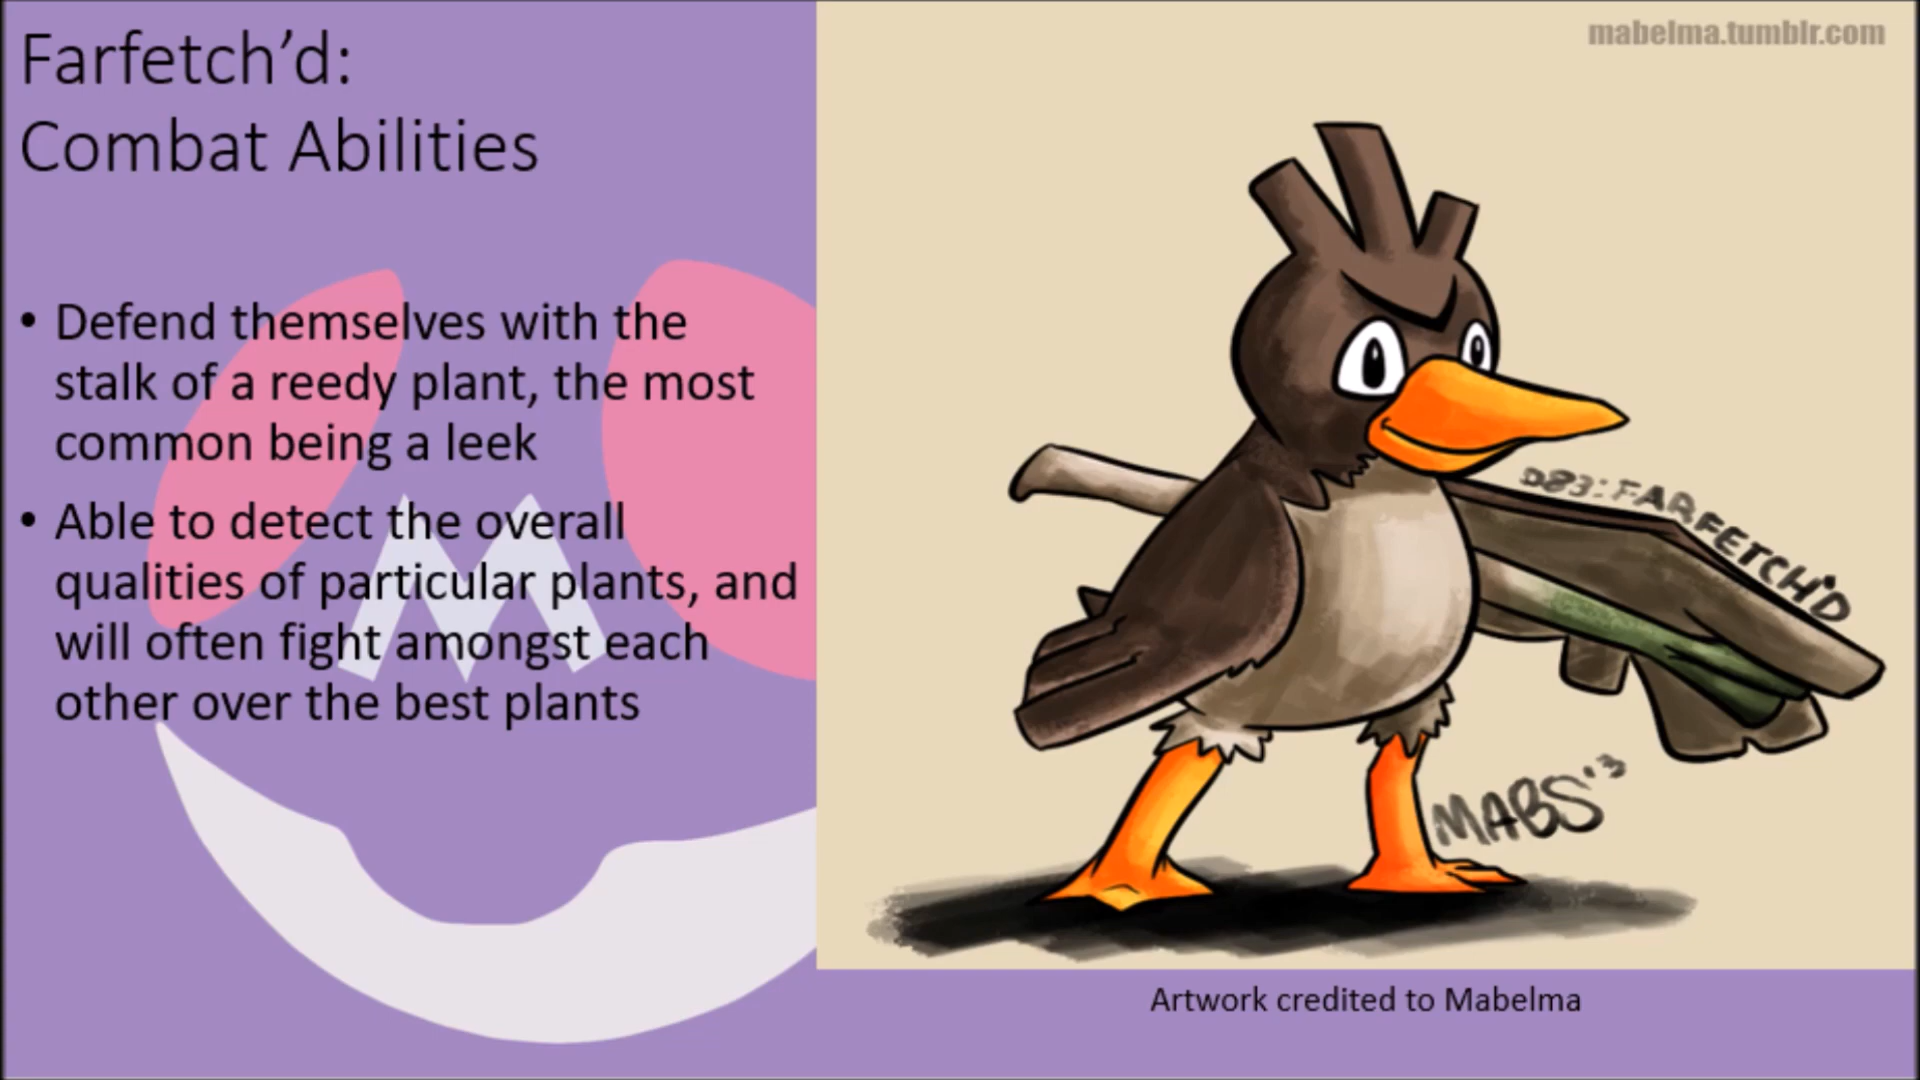 Farfetch’d:
Combat Abilities
• Defend themselves with the
stalk of a reedy plant, the most
common being a leek
• Able to detect the overall
qualities of particular plants, and
will often fight amongst each
other over the best plants
M
mabelma.tumblr.com
D83: FARFETCH'D
MABS '13
Artwork credited to Mabelma